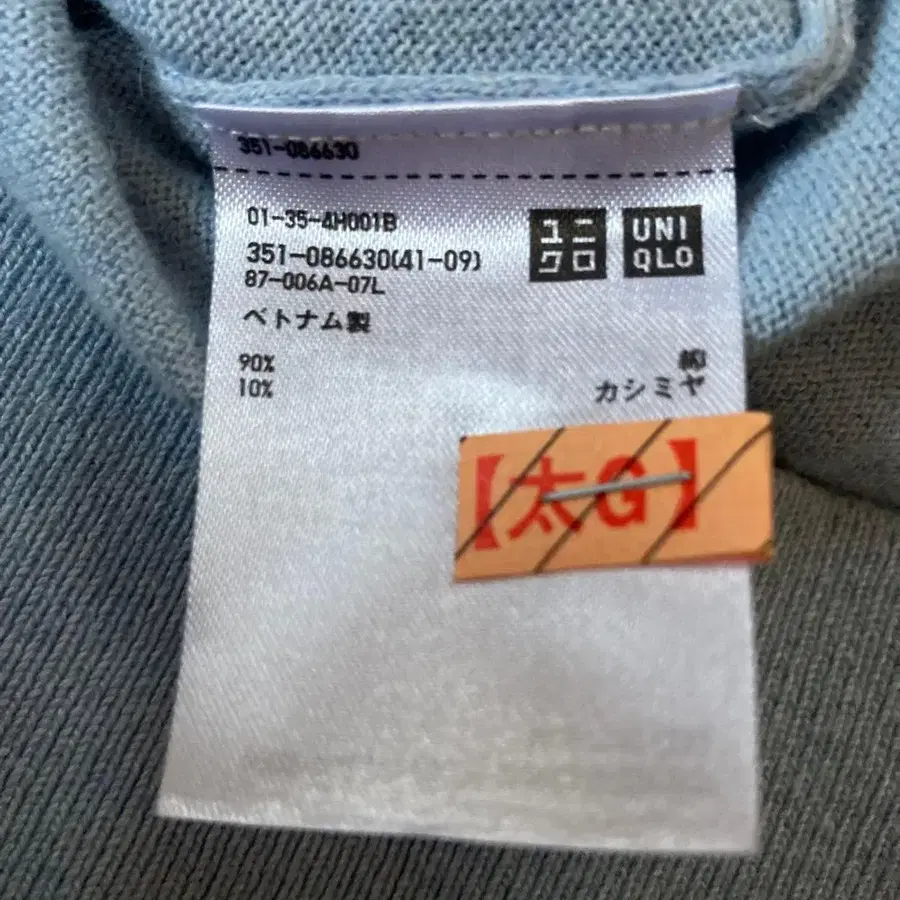 351-086630
01-35-4H001B
351-086630(41-09)
87-006A-07L
ベトナム製
ユニ
クロ
UNI
QLO
90% 綿
10% カシミヤ
【太G】